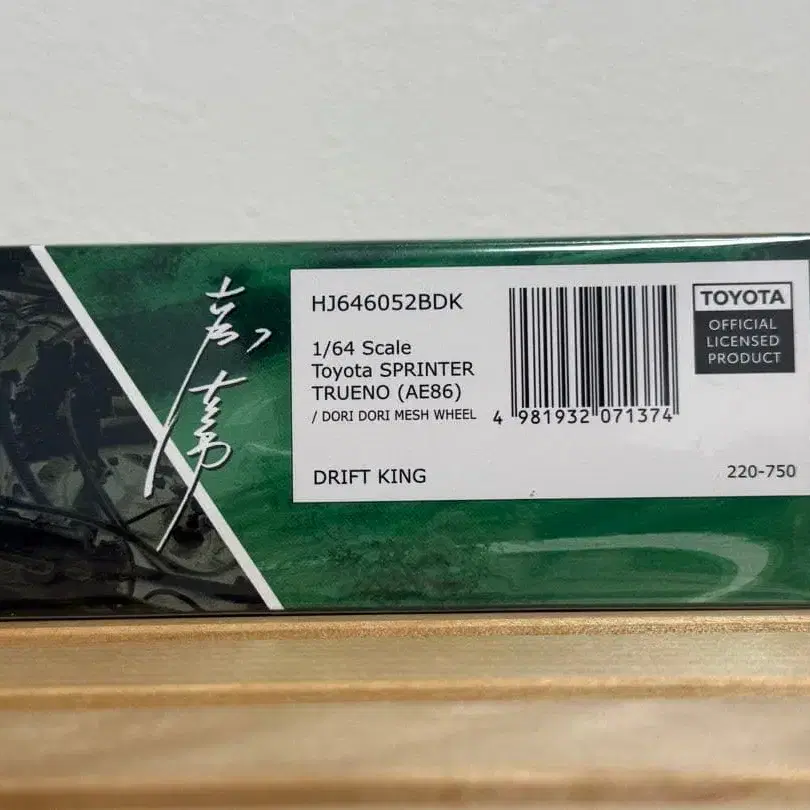 HJ646052BDK
1/64 Scale
Toyota SPRINTER
TRUENO (AE86)
/ DORI DORI MESH WHEEL
DRIFT KING
4 981932 071374
TOYOTA
OFFICIAL
LICENSED
PRODUCT
220-750